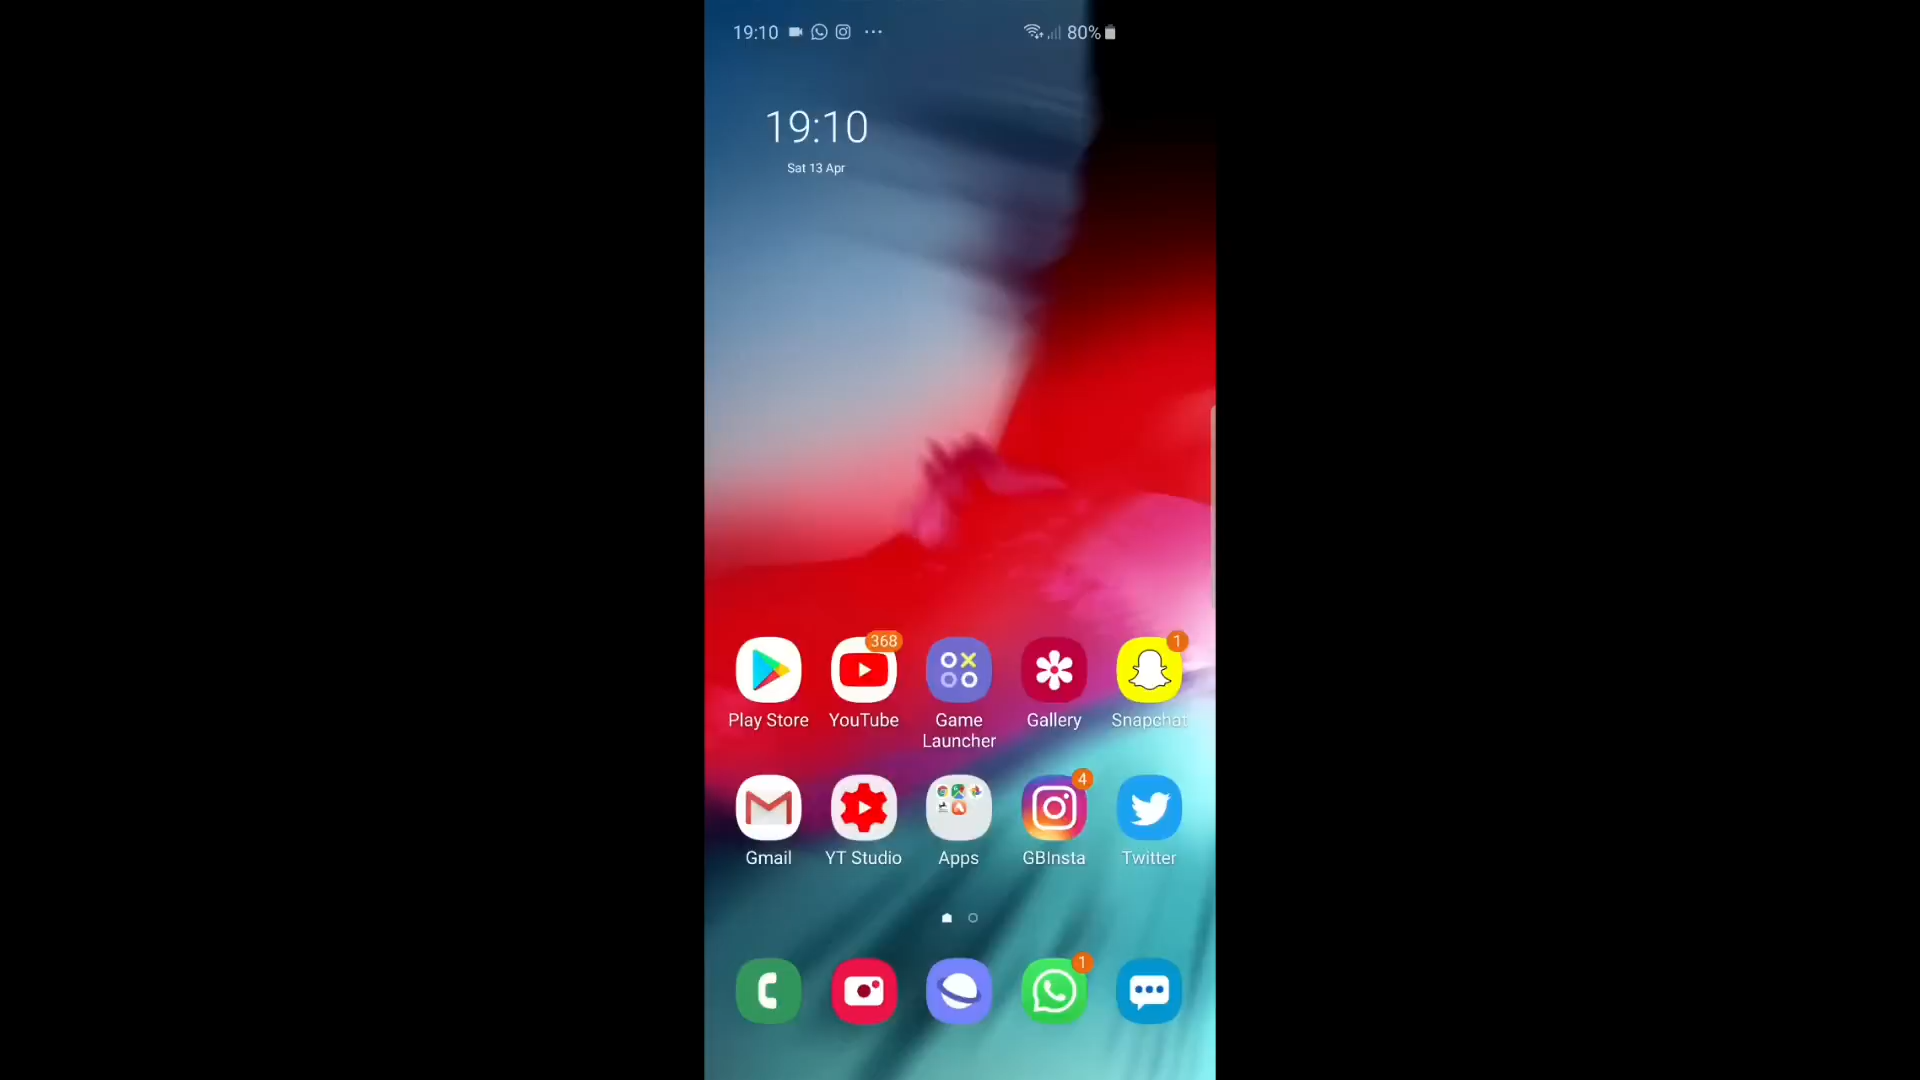 19:10
80%
19:10
Sat 13 Apr
368
1
Play Store YouTube Game Launcher Gallery Snapchat
4
Gmail YT Studio Apps GBInsta Twitter
1